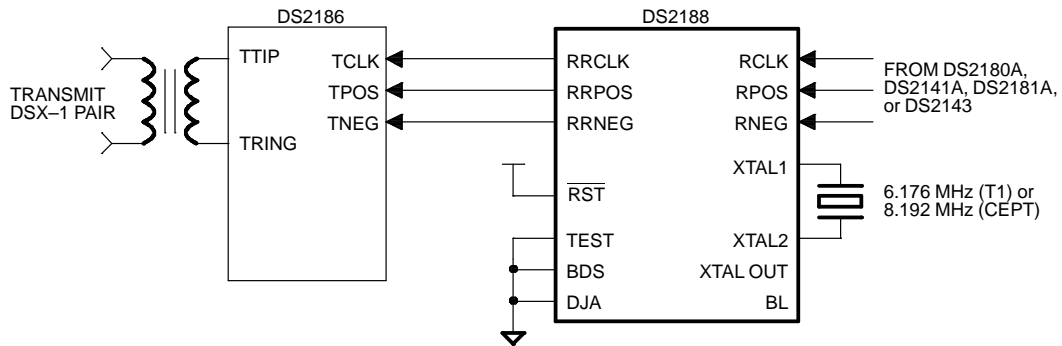 DS2186
DS2188
TTIP
TRING
TCLK
TPOS
TNEG
TRANSMIT
DSX–1 PAIR
RRCLK
RRPOS
RRNEG
RST
TEST
BDS
DJA
RCLK
RPOS
RNEG
XTAL1
XTAL2
XTAL OUT
BL
FROM DS2180A,
DS2141A, DS2181A,
or DS2143
6.176 MHz (T1) or
8.192 MHz (CEPT)